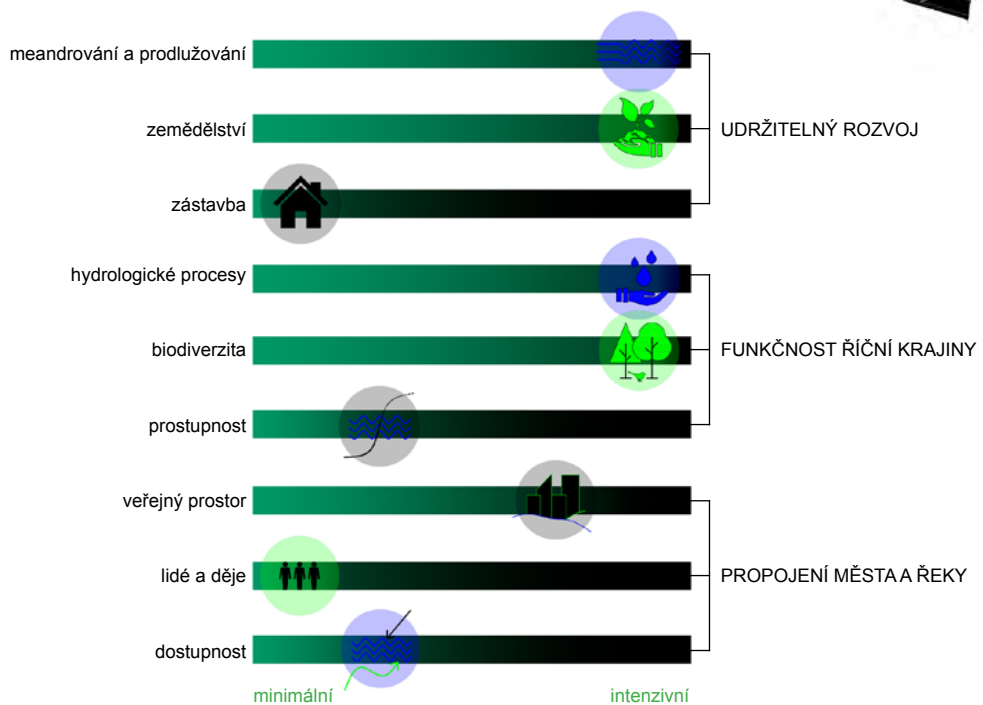 meandrování a prodlužování
zemědělství
UDRŽITELNÝ ROZVOJ
zástavba
hydrologické procesy
biodiverzita
FUNKČNOST ŘÍČNÍ KRAJINY
prostupnost
veřejný prostor
lidé a děje
PROPOJENÍ MĚSTA A ŘEKY
dostupnost
minimální
intenzivní